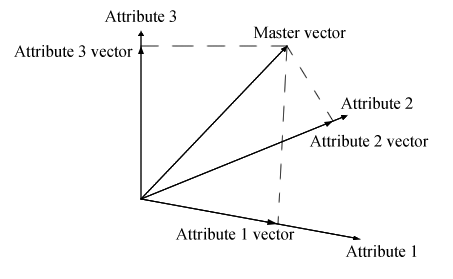 Attribute 3
Master vector
Attribute 3 vector
Attribute 2
Attribute 2 vector
Attribute 1 vector
Attribute 1